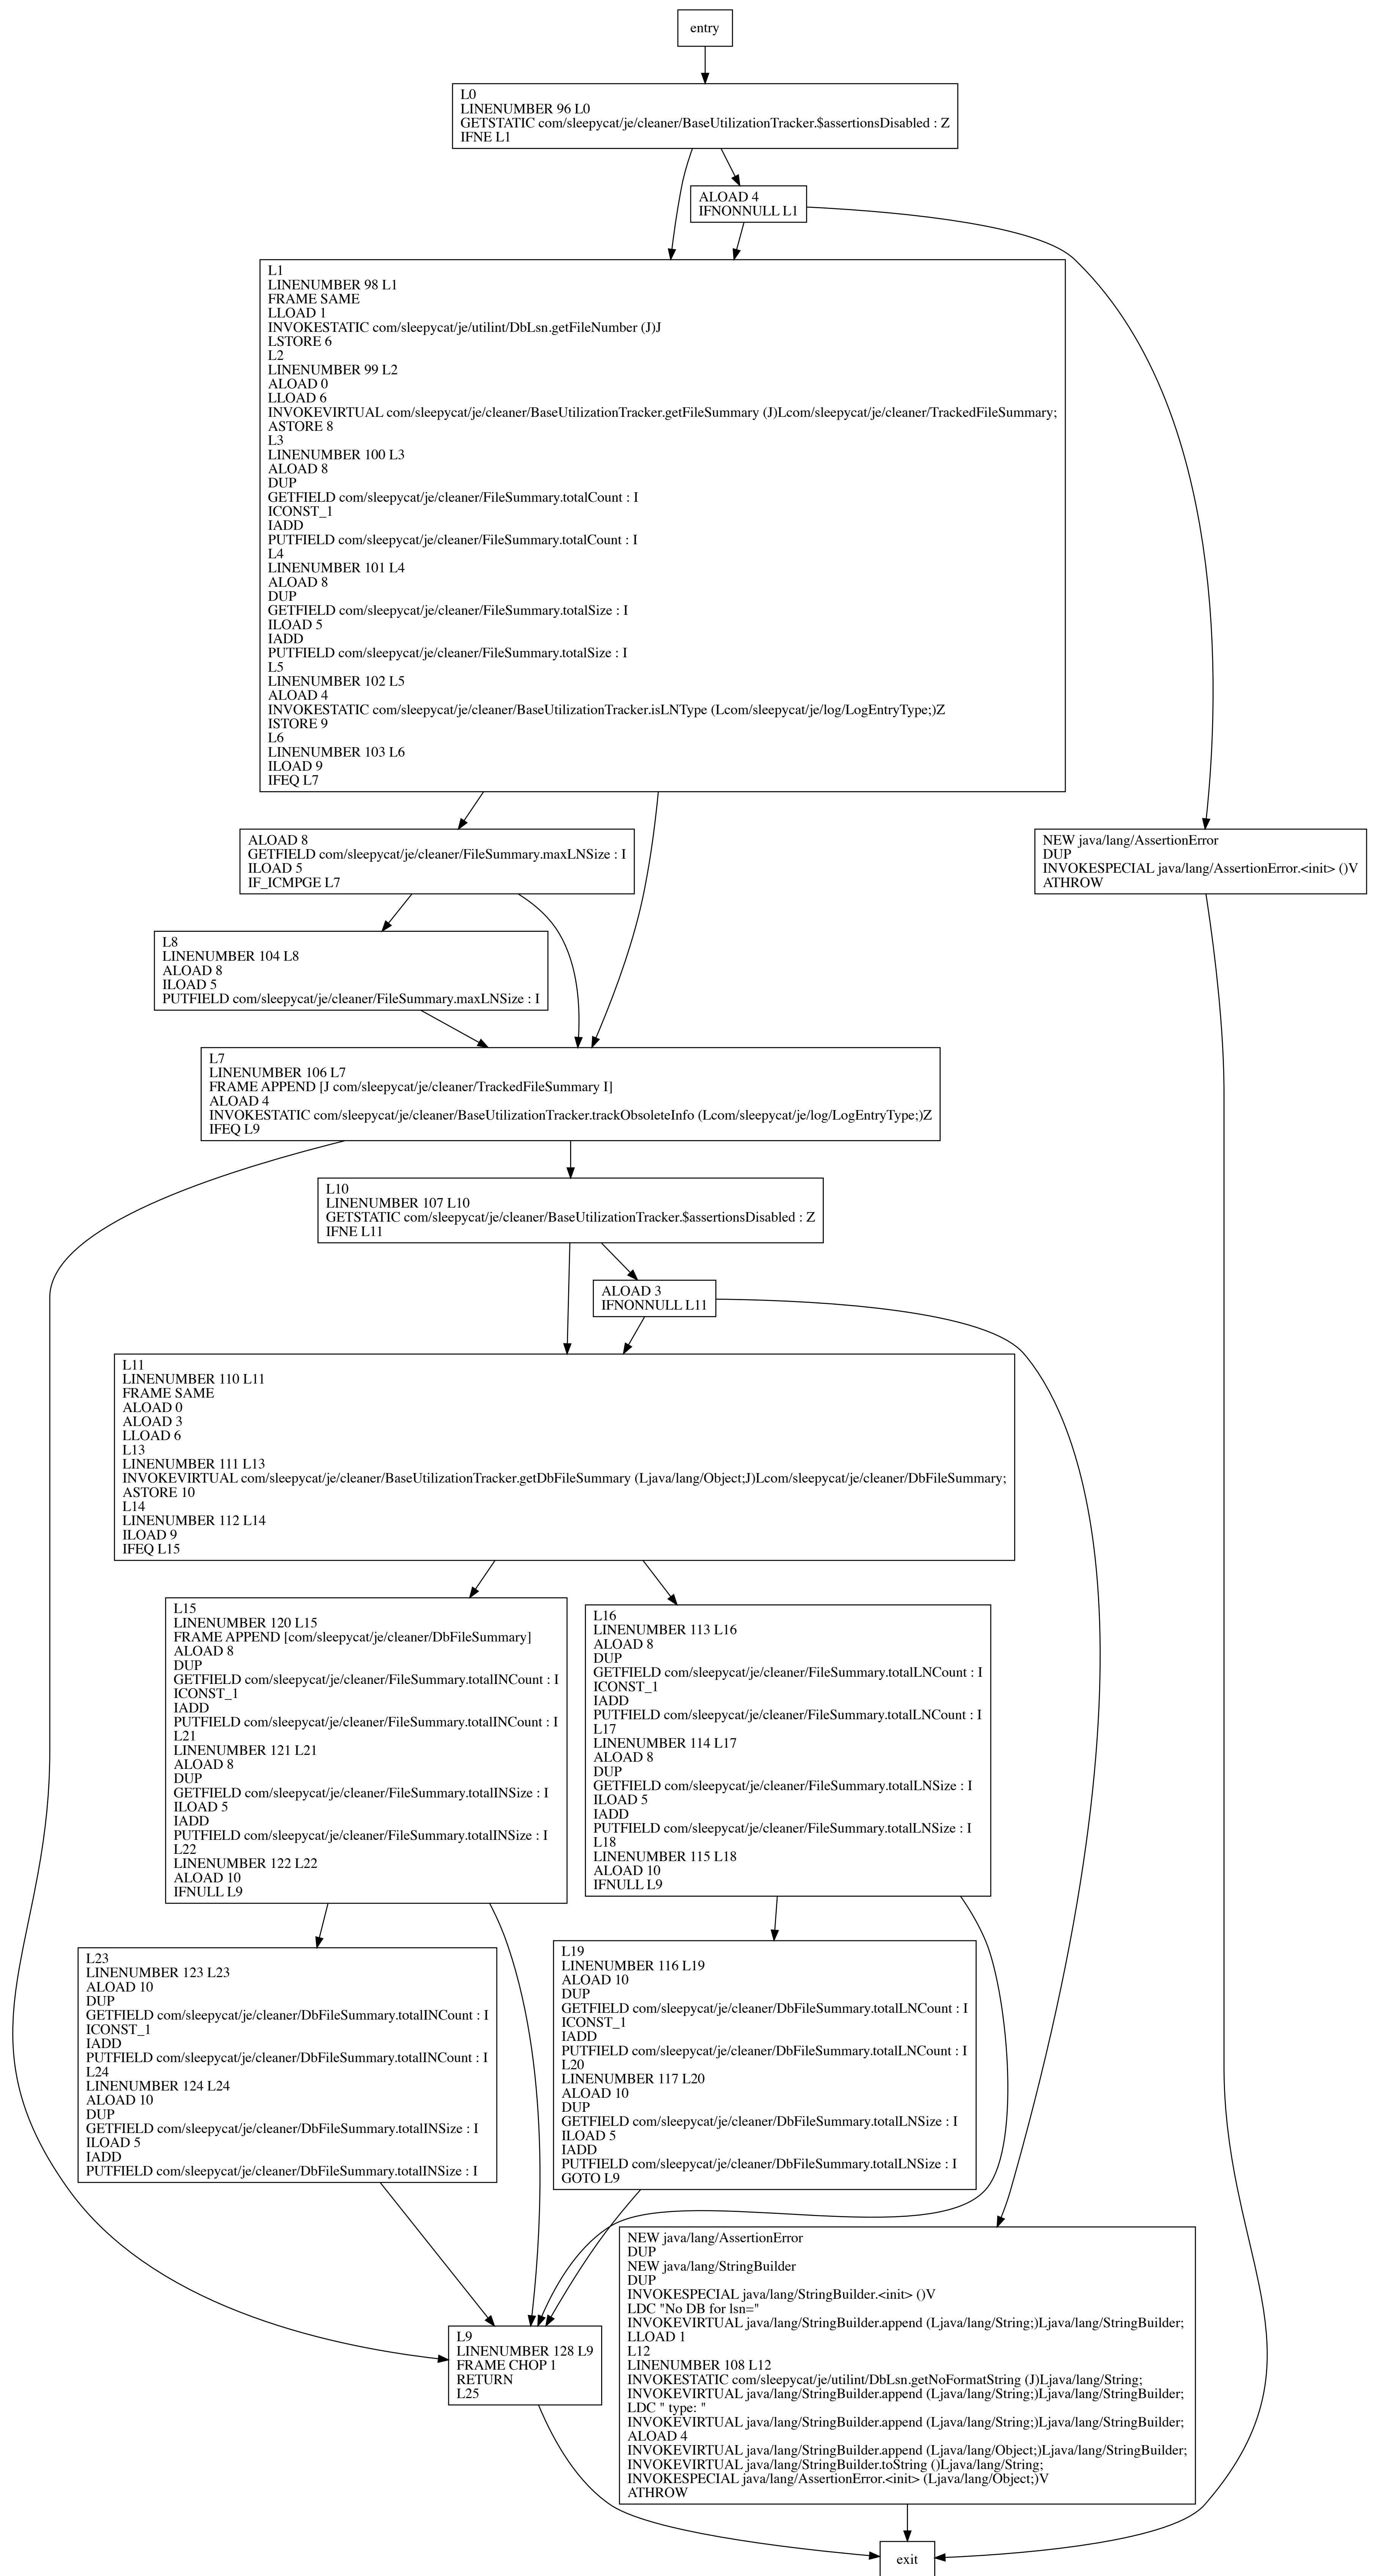 entry
L0
LINENUMBER 96 L0
GETSTATIC com/sleepycat/je/cleaner/BaseUtilizationTracker.$assertionsDisabled : Z
IFNE L1
ALOAD 4
IFNONNULL L1
L1
LINENUMBER 98 L1
FRAME SAME
LLOAD 1
INVOKESTATIC com/sleepycat/je/utilint/DbLsn.getFileNumber (J)J
LSTORE 6
L2
LINENUMBER 99 L2
ALOAD 0
LLOAD 6
INVOKEVIRTUAL com/sleepycat/je/cleaner/BaseUtilizationTracker.getFileSummary (J)Lcom/sleepycat/je/cleaner/TrackedFileSummary;
ASTORE 8
L3
LINENUMBER 100 L3
ALOAD 8
DUP
GETFIELD com/sleepycat/je/cleaner/FileSummary.totalCount : I
ICONST_1
IADD
PUTFIELD com/sleepycat/je/cleaner/FileSummary.totalCount : I
L4
LINENUMBER 101 L4
ALOAD 8
DUP
GETFIELD com/sleepycat/je/cleaner/FileSummary.totalSize : I
ILOAD 5
IADD
PUTFIELD com/sleepycat/je/cleaner/FileSummary.totalSize : I
L5
LINENUMBER 102 L5
ALOAD 4
INVOKESTATIC com/sleepycat/je/cleaner/BaseUtilizationTracker.isLNType (Lcom/sleepycat/je/log/LogEntryType;)Z
ISTORE 9
L6
LINENUMBER 103 L6
ILOAD 9
IFEQ L7
ALOAD 8
GETFIELD com/sleepycat/je/cleaner/FileSummary.maxLNSize : I
ILOAD 5
IF_ICMPGE L7
NEW java/lang/AssertionError
DUP
INVOKESPECIAL java/lang/AssertionError.<init> ()V
ATHROW
L8
LINENUMBER 104 L8
ALOAD 8
ILOAD 5
PUTFIELD com/sleepycat/je/cleaner/FileSummary.maxLNSize : I
L7
LINENUMBER 106 L7
FRAME APPEND [J com/sleepycat/je/cleaner/TrackedFileSummary I]
ALOAD 4
INVOKESTATIC com/sleepycat/je/cleaner/BaseUtilizationTracker.trackObsoleteInfo (Lcom/sleepycat/je/log/LogEntryType;)Z
IFEQ L9
L10
LINENUMBER 107 L10
GETSTATIC com/sleepycat/je/cleaner/BaseUtilizationTracker.$assertionsDisabled : Z
IFNE L11
ALOAD 3
IFNONNULL L11
L11
LINENUMBER 110 L11
FRAME SAME
ALOAD 0
ALOAD 3
LLOAD 6
L13
LINENUMBER 111 L13
INVOKEVIRTUAL com/sleepycat/je/cleaner/BaseUtilizationTracker.getDbFileSummary (Ljava/lang/Object;J)Lcom/sleepycat/je/cleaner/DbFileSummary;
ASTORE 10
L14
LINENUMBER 112 L14
ILOAD 9
IFEQ L15
L15
LINENUMBER 120 L15
FRAME APPEND [com/sleepycat/je/cleaner/DbFileSummary]
ALOAD 8
DUP
GETFIELD com/sleepycat/je/cleaner/FileSummary.totalINCount : I
ICONST_1
IADD
PUTFIELD com/sleepycat/je/cleaner/FileSummary.totalINCount : I
L21
LINENUMBER 121 L21
ALOAD 8
DUP
GETFIELD com/sleepycat/je/cleaner/FileSummary.totalINSize : I
ILOAD 5
IADD
PUTFIELD com/sleepycat/je/cleaner/FileSummary.totalINSize : I
L22
LINENUMBER 122 L22
ALOAD 10
IFNULL L9
L16
LINENUMBER 113 L16
ALOAD 8
DUP
GETFIELD com/sleepycat/je/cleaner/FileSummary.totalLNCount : I
ICONST_1
IADD
PUTFIELD com/sleepycat/je/cleaner/FileSummary.totalLNCount : I
L17
LINENUMBER 114 L17
ALOAD 8
DUP
GETFIELD com/sleepycat/je/cleaner/FileSummary.totalLNSize : I
ILOAD 5
IADD
PUTFIELD com/sleepycat/je/cleaner/FileSummary.totalLNSize : I
L18
LINENUMBER 115 L18
ALOAD 10
IFNULL L9
L23
LINENUMBER 123 L23
ALOAD 10
DUP
GETFIELD com/sleepycat/je/cleaner/DbFileSummary.totalINCount : I
ICONST_1
IADD
PUTFIELD com/sleepycat/je/cleaner/DbFileSummary.totalINCount : I
L24
LINENUMBER 124 L24
ALOAD 10
DUP
GETFIELD com/sleepycat/je/cleaner/DbFileSummary.totalINSize : I
ILOAD 5
IADD
PUTFIELD com/sleepycat/je/cleaner/DbFileSummary.totalINSize : I
L19
LINENUMBER 116 L19
ALOAD 10
DUP
GETFIELD com/sleepycat/je/cleaner/DbFileSummary.totalLNCount : I
ICONST_1
IADD
PUTFIELD com/sleepycat/je/cleaner/DbFileSummary.totalLNCount : I
L20
LINENUMBER 117 L20
ALOAD 10
DUP
GETFIELD com/sleepycat/je/cleaner/DbFileSummary.totalLNSize : I
ILOAD 5
IADD
PUTFIELD com/sleepycat/je/cleaner/DbFileSummary.totalLNSize : I
GOTO L9
NEW java/lang/AssertionError
DUP
NEW java/lang/StringBuilder
DUP
INVOKESPECIAL java/lang/StringBuilder.<init> ()V
LDC "No DB for lsn="
INVOKEVIRTUAL java/lang/StringBuilder.append (Ljava/lang/String;)Ljava/lang/StringBuilder;
LLOAD 1
L12
LINENUMBER 108 L12
INVOKESTATIC com/sleepycat/je/utilint/DbLsn.getNoFormatString (J)Ljava/lang/String;
INVOKEVIRTUAL java/lang/StringBuilder.append (Ljava/lang/String;)Ljava/lang/StringBuilder;
LDC " type: "
INVOKEVIRTUAL java/lang/StringBuilder.append (Ljava/lang/String;)Ljava/lang/StringBuilder;
ALOAD 4
INVOKEVIRTUAL java/lang/StringBuilder.append (Ljava/lang/Object;)Ljava/lang/StringBuilder;
INVOKEVIRTUAL java/lang/StringBuilder.toString ()Ljava/lang/String;
INVOKESPECIAL java/lang/AssertionError.<init> (Ljava/lang/Object;)V
ATHROW
L9
LINENUMBER 128 L9
FRAME CHOP 1
RETURN
L25
exit